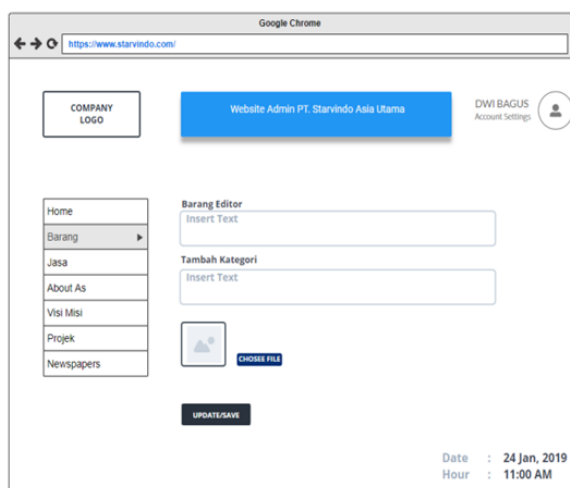 Google Chrome
https://www.starvindo.com/
COMPANY
LOGO
Website Admin PT. Starvindo Asia Utama
DWI BAGUS
Account Settings
Home
Barang
Jasa
About As
Visi Misi
Projek
Newspapers
Barang Editor
Insert Text
Tambah Kategori
Insert Text
CHOSEE FILE
UPDATE/SAVE
Date : 24 Jan, 2019
Hour : 11:00 AM